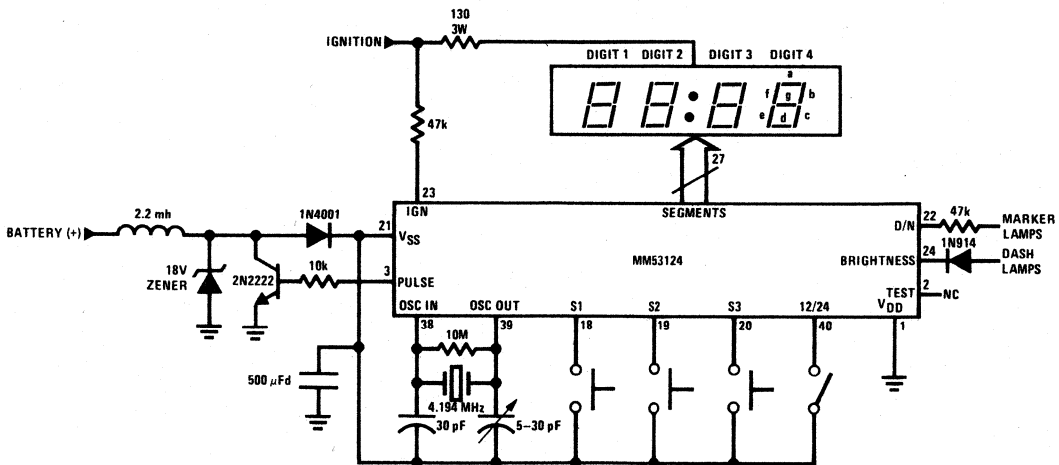 130
3W
IGNITION
DIGIT 1 DIGIT 2 DIGIT 3 DIGIT 4
a
f g b
e d c
47k
27
23
IGN
SEGMENTS
2.2 mh
1N4001
21
VSS
BATTERY (+)
22
D/N
47k
MARKER
LAMPS
MM53124
24
BRIGHTNESS
1N914
DASH
LAMPS
18V
ZENER
2N2222
10k
3
PULSE
2
TEST
NC
OSC IN
OSC OUT
S1
S2
S3
12/24
VDD
38
39
18
19
20
40
1
10M
500 μFd
4.194 MHz
30 pF
5–30 pF